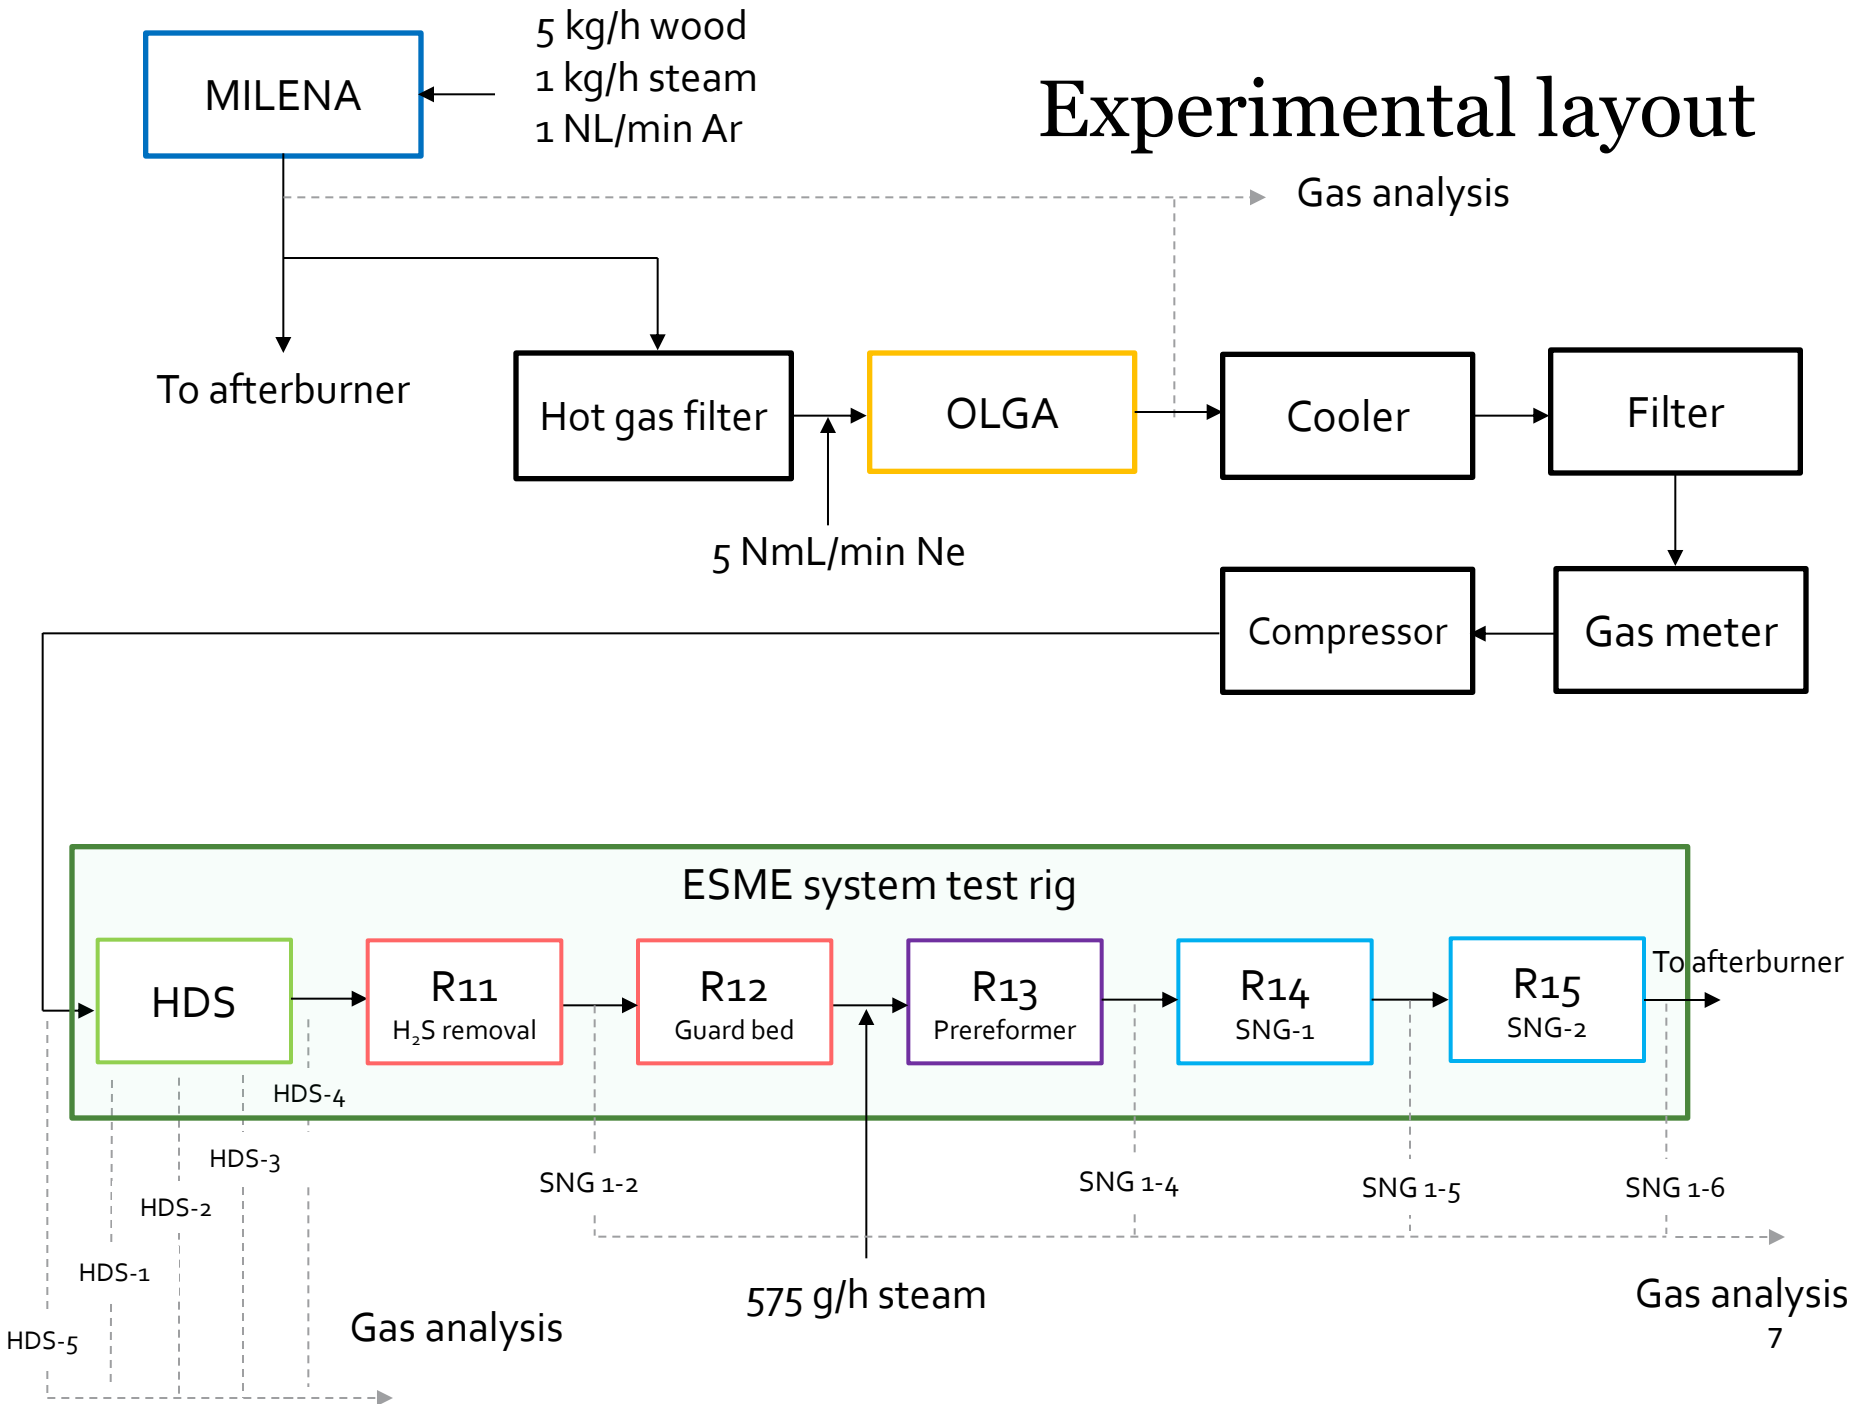 5 kg/h wood
1 kg/h steam
1 NL/min Ar
MILENA
Experimental layout
Gas analysis
To afterburner
Hot gas filter
OLGA
Cooler
Filter
5 NmL/min Ne
Compressor
Gas meter
ESME system test rig
HDS
R11
H₂S removal
R12
Guard bed
R13
Prereformer
R14
SNG-1
R15
SNG-2
To afterburner
HDS-4
HDS-3
HDS-2
HDS-1
HDS-5
SNG 1-2
SNG 1-4
SNG 1-5
SNG 1-6
575 g/h steam
Gas analysis
Gas analysis
7